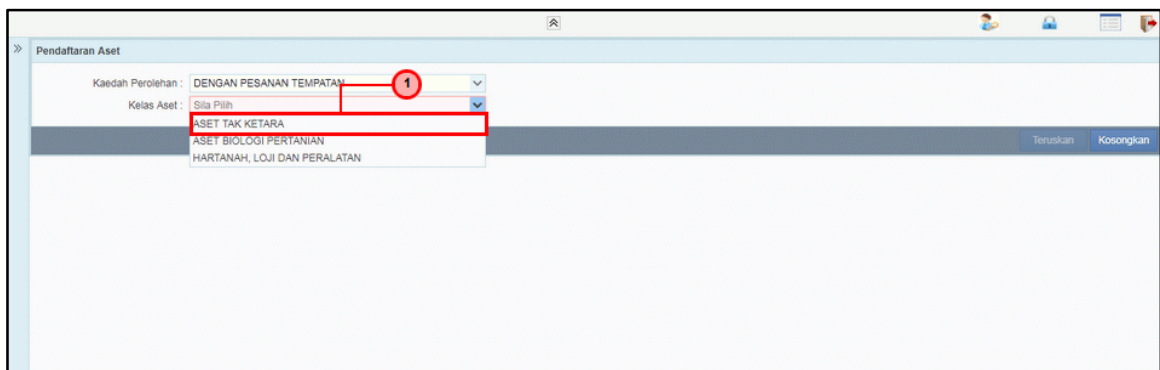 Pendaftaran Aset
Kaedah Perolehan : DENGAN PESANAN TEMPATAN
1
Kelas Aset : Sila Pilih
ASET TAK KETARA
ASET BIOLOGI PERTANIAN
HARTANAH, LOJI DAN PERALATAN
Teruskan Kosongkan